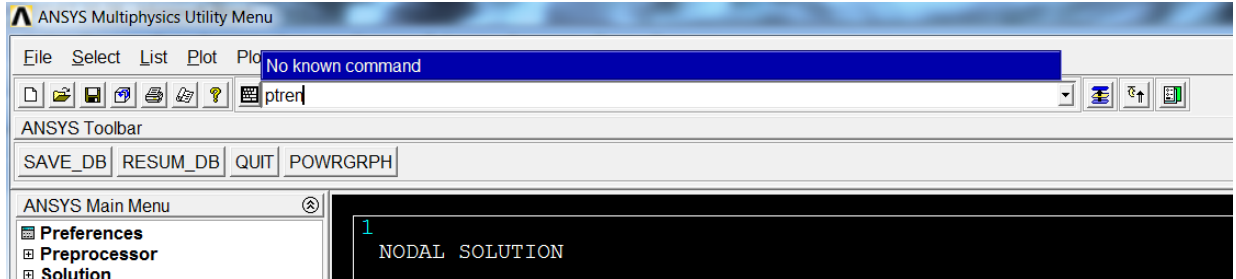 ANSYS Multiphysics Utility Menu
File Select List Plot Plo
No known command
ptren
ANSYS Toolbar
SAVE_DB RESUM_DB QUIT POWRGRPH
ANSYS Main Menu
Preferences
Preprocessor
Solution
1
NODAL SOLUTION